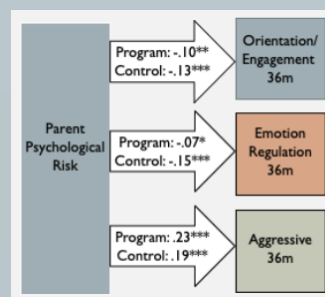 Parent
Psychological
Risk
Program: -.10**
Control: -.13***
Orientation/
Engagement
36m
Program: -.07*
Control: -.15***
Emotion
Regulation
36m
Program: .23***
Control: .19***
Aggressive
36m